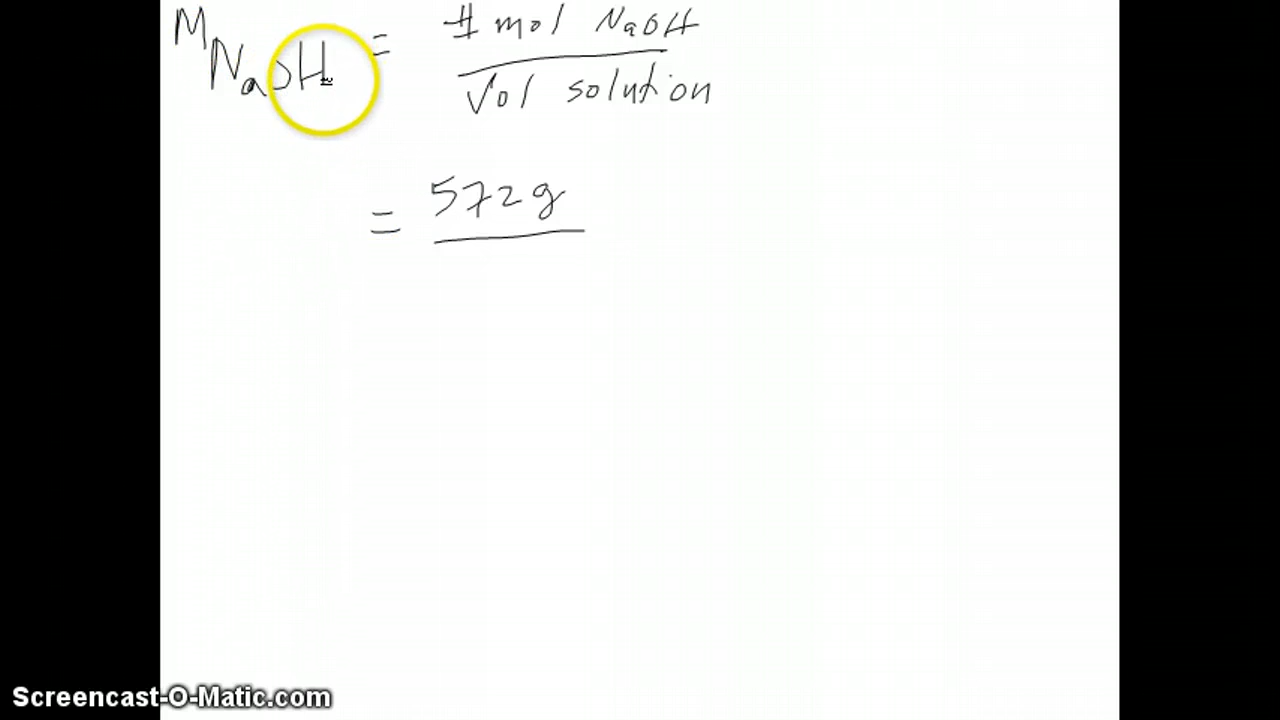 M NaOH = # mol NaOH
Vol solution
= 572g
Screencast-O-Matic.com